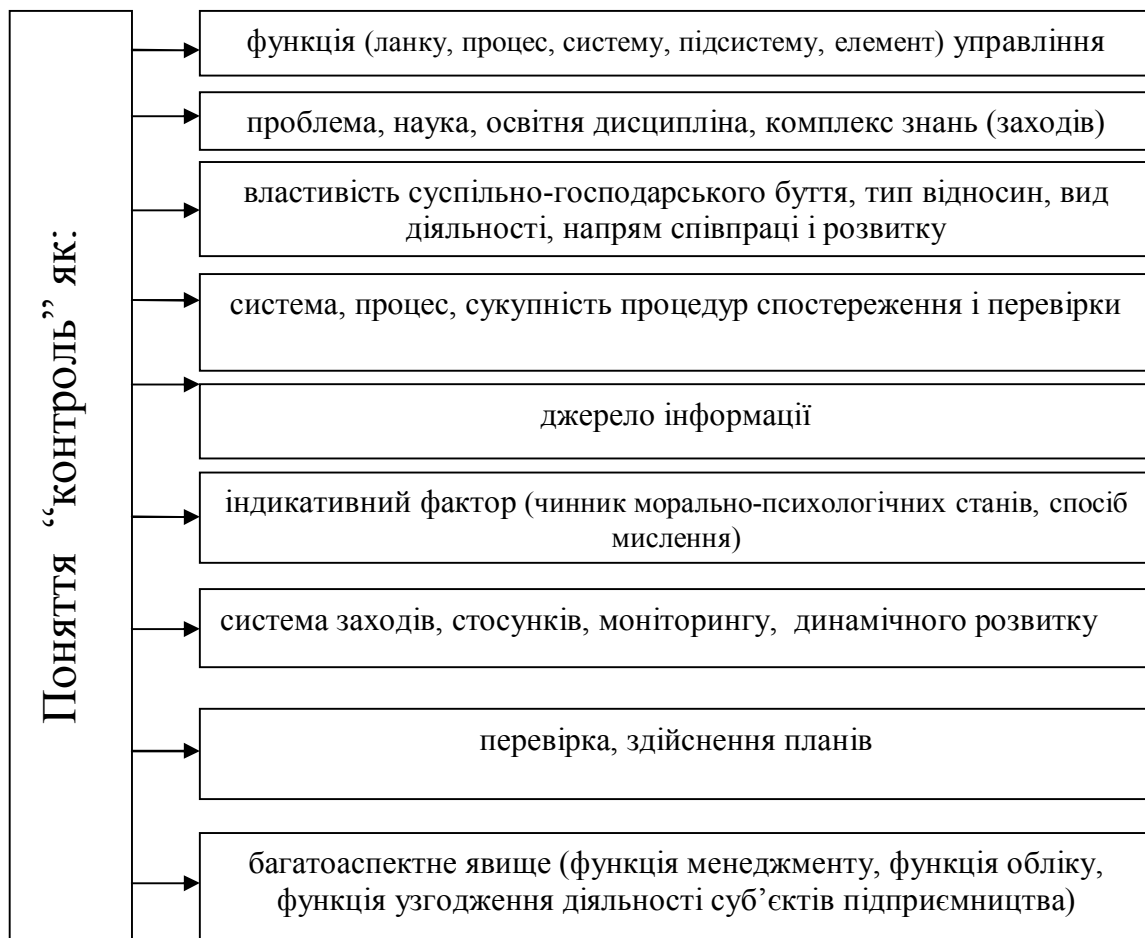 Поняття “контроль” як:
функція (ланку, процес, систему, підсистему, елемент) управління
проблема, наука, освітня дисципліна, комплекс знань (заходів)
властивість суспільно-господарського буття, тип відносин, вид
діяльності, напрям співпраці і розвитку
система, процес, сукупність процедур спостереження і перевірки
джерело інформації
індикативний фактор (чинник морально-психологічних станів, спосіб
мислення)
система заходів, стосунків, моніторингу, динамічного розвитку
перевірка, здійснення планів
багатоаспектне явище (функція менеджменту, функція обліку,
функція узгодження діяльності суб’єктів підприємництва)